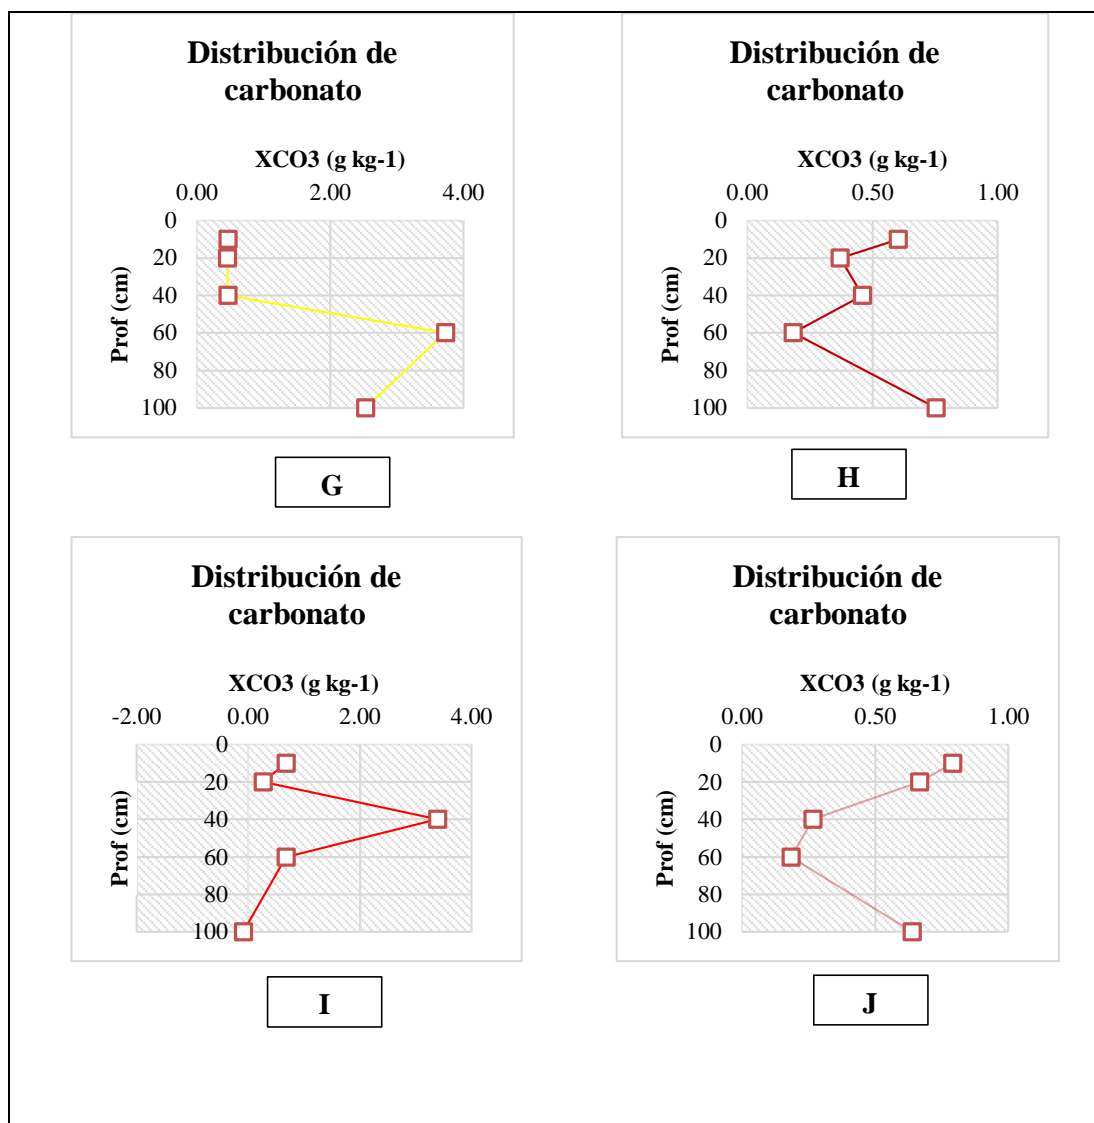 Distribución de
carbonato
XCO3 (g kg-1)
0.00 2.00 4.00
0
20
40
60
80
100
Prof (cm)
G
Distribución de
carbonato
XCO3 (g kg-1)
0.00 0.50 1.00
0
20
40
60
80
100
Prof (cm)
H
Distribución de
carbonato
XCO3 (g kg-1)
-2.00 0.00 2.00 4.00
0
20
40
60
80
100
Prof (cm)
I
Distribución de
carbonato
XCO3 (g kg-1)
0.00 0.50 1.00
0
20
40
60
80
100
Prof (cm)
J